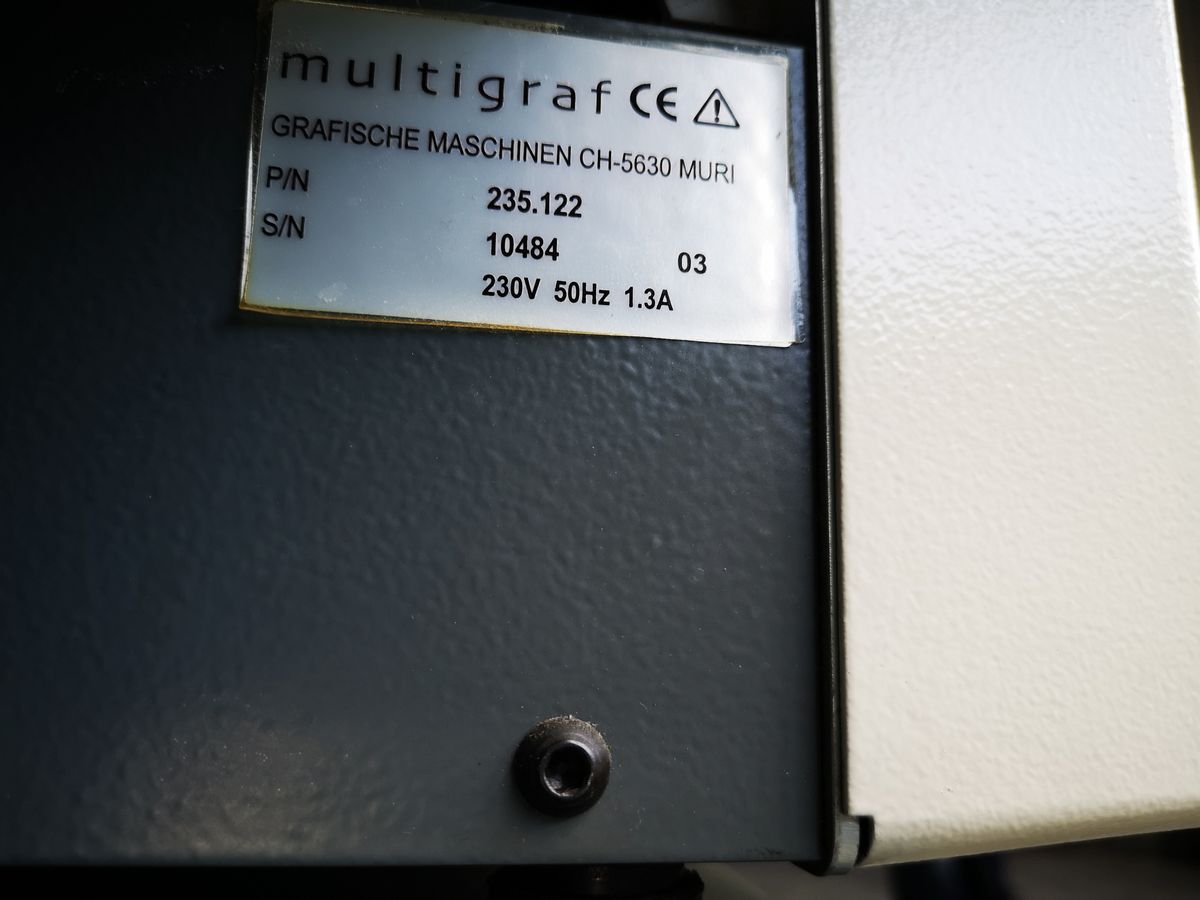 multigraf CE
GRAFISCHE MASCHINEN CH-5630 MURI
P/N 235.122
S/N 10484 03
230V 50Hz 1.3A